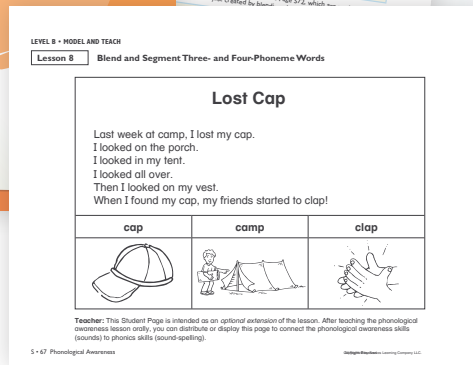 LEVEL B • MODEL AND TEACH
Lesson 8 Blend and Segment Three- and Four-Phoneme Words
Lost Cap
Last week at camp, I lost my cap.
I looked on the porch.
I looked in my tent.
I looked all over.
Then I looked on my vest.
When I found my cap, my friends started to clap!
cap camp clap
Teacher: This Student Page is intended as an optional extension of the lesson. After teaching the phonological
awareness lesson orally, you can distribute or display this page to connect the phonological awareness skills
(sounds) to phonics skills (sound-spelling).
S • 67 Phonological Awareness Learning Company LLC.